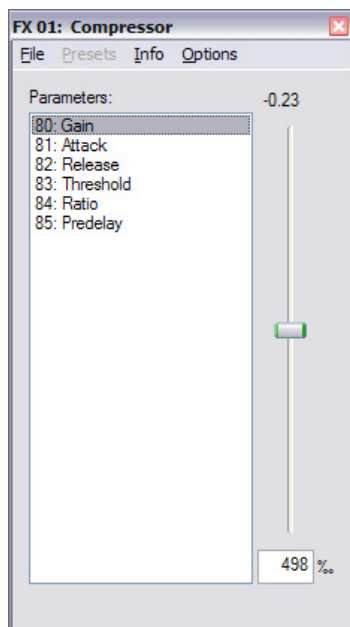 FX 01: Compressor
File Presets Info Options
Parameters: -0.23
80: Gain
81: Attack
82: Release
83: Threshold
84: Ratio
85: Predelay
498 ‰